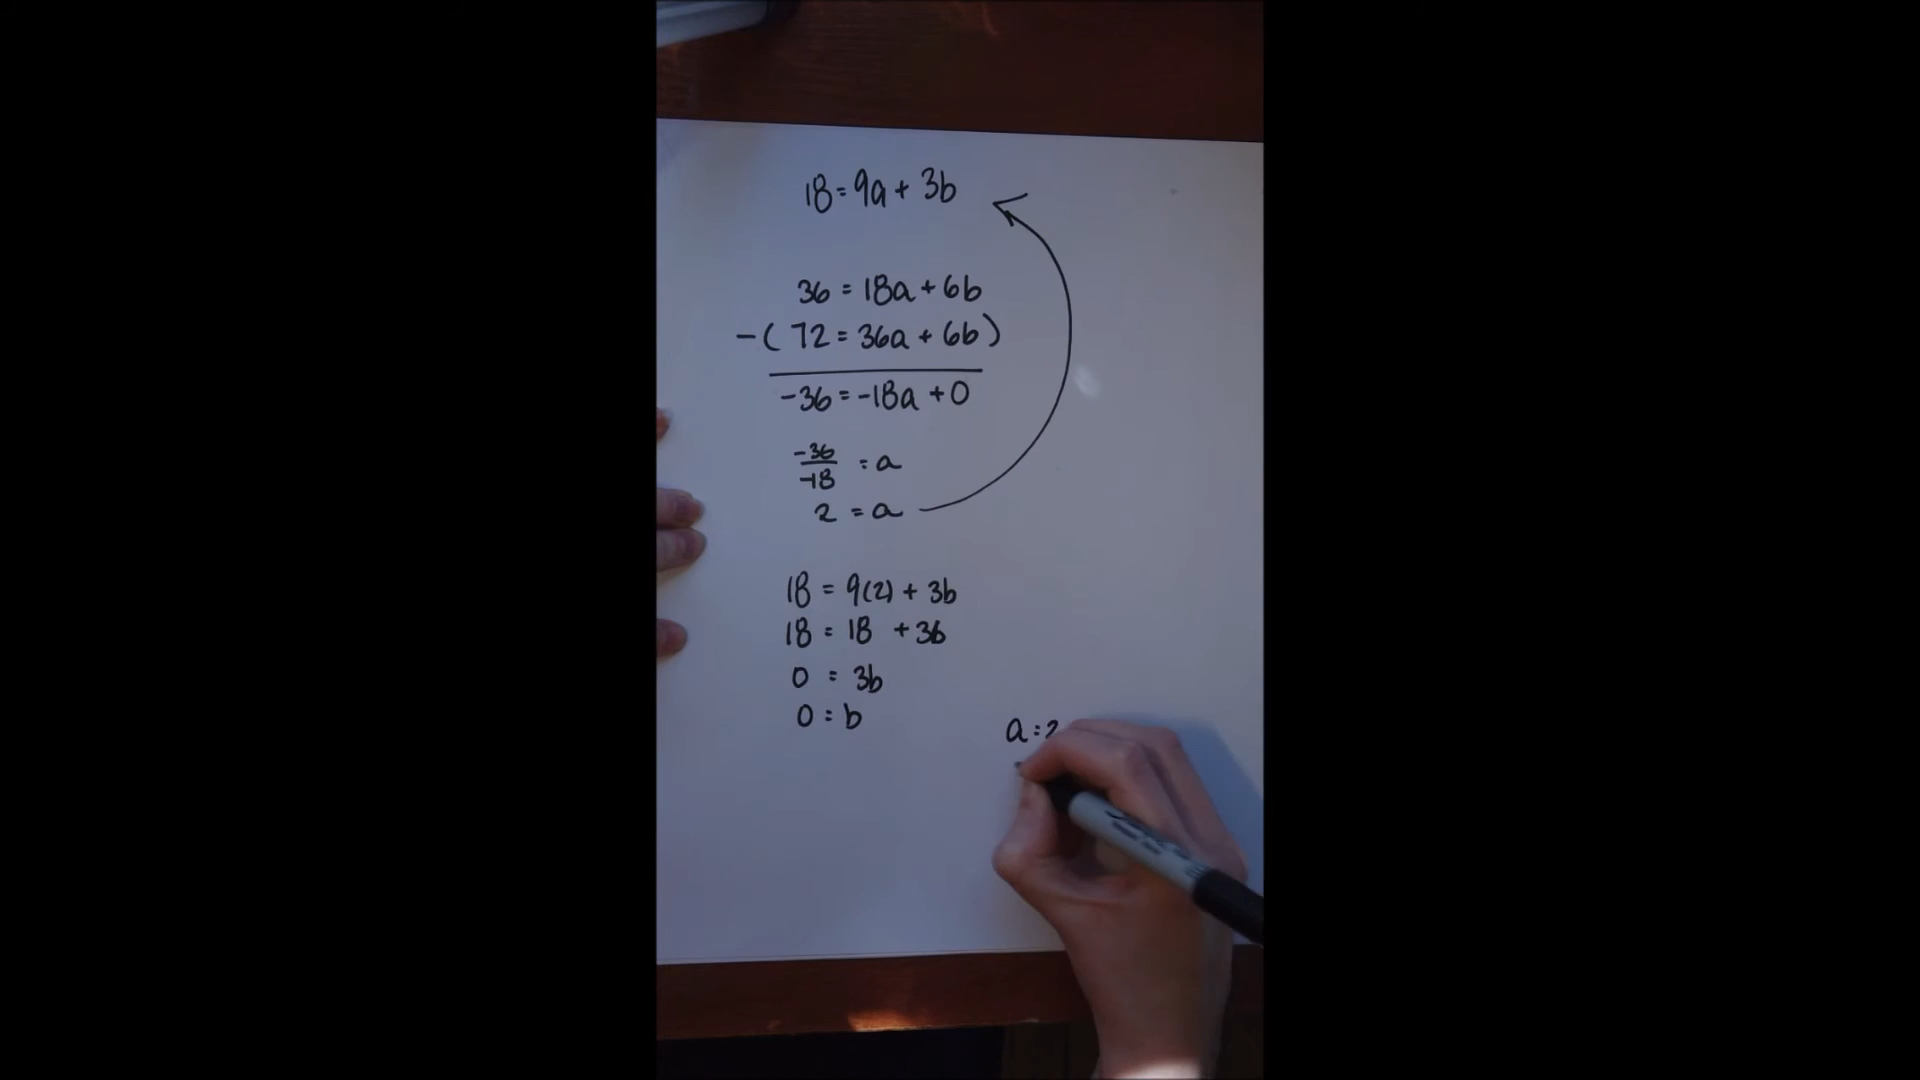 18 = 9a + 3b
36 = 18a + 6b
-( 72 = 36a + 6b )
-36 = -18a + 0
-36/-18 = a
2 = a
18 = 9(2) + 3b
18 = 18 + 3b
0 = 3b
0 = b
a = 2